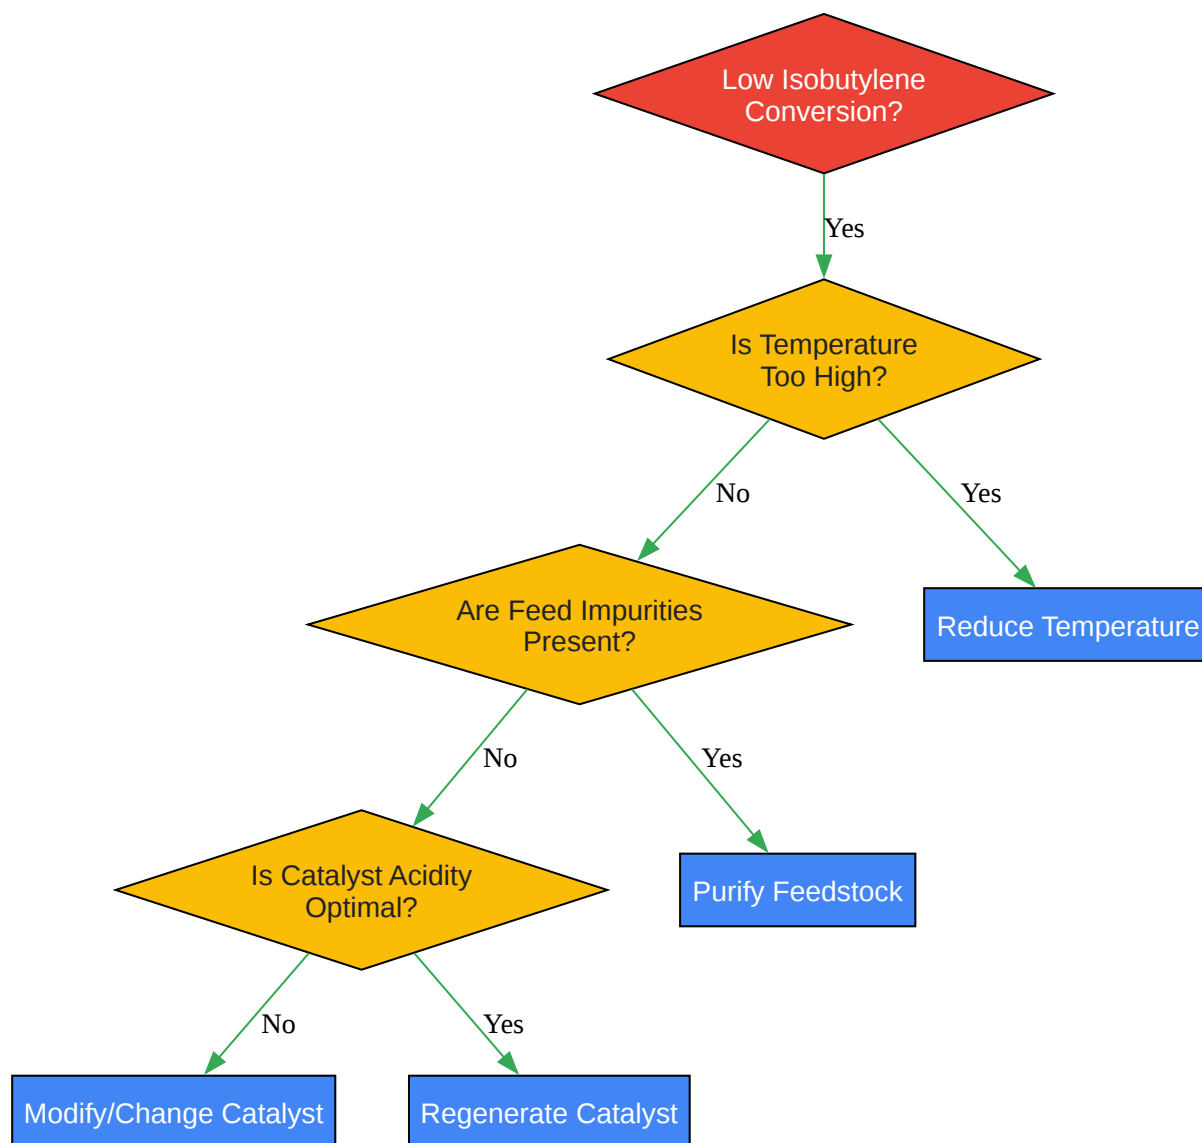 Low Isobutylene
Conversion?
Yes
Is Temperature
Too High?
No
Yes
Are Feed Impurities
Present?
Reduce Temperature
No
Yes
Is Catalyst Acidity
Optimal?
Purify Feedstock
No
Yes
Modify/Change Catalyst
Regenerate Catalyst